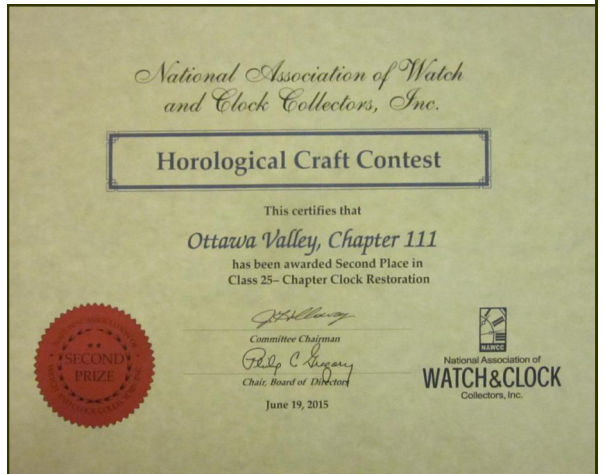 National Association of Watch
and Clock Collectors, Inc.
Horological Craft Contest
This certifies that
Ottawa Valley, Chapter 111
has been awarded Second Place in
Class 25– Chapter Clock Restoration
Committee Chairman
Philip C Gregory
Chair, Board of Directors
June 19, 2015
SECOND
PRIZE
NAWCC
National Association of
WATCH&CLOCK
Collectors, Inc.